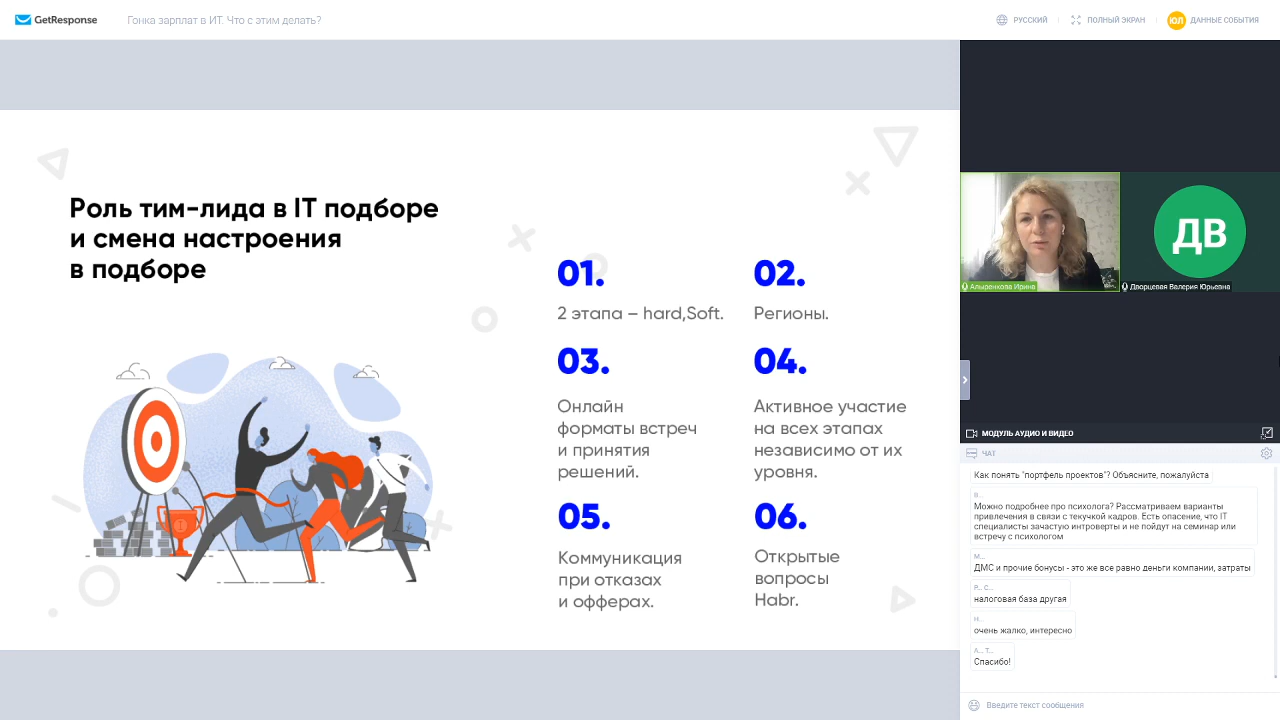 GetResponse
Гонка зарплат в ИТ. Что с этим делать?
РУССКИЙ
ПОЛНЫЙ ЭКРАН
ЮЛ
ДАННЫЕ СОБЫТИЯ
Роль тим-лида в IT подборе
и смена настроения
в подборе
01.
2 этапа – hard,Soft.
02.
Регионы.
03.
Онлайн
форматы встреч
и принятия
решений.
04.
Активное участие
на всех этапах
независимо от их
уровня.
05.
Коммуникация
при отказах
и офферах.
06.
Открытые
вопросы
Habr.
1
Алыренкова Ирина
ДВ
Дворцевая Валерия Юрьевна
МОДУЛЬ АУДИО И ВИДЕО
ЧАТ
Как понять "портфель проектов"? Объясните, пожалуйста
В...
Можно подробнее про психолога? Рассматриваем варианты
привлечения в связи с текучкой кадров. Есть опасение, что IT
специалисты зачастую интроверты и не пойдут на семинар или
встречу с психологом
М...
ДМС и прочие бонусы - это же все равно деньги компании, затраты
Р... С...
налоговая база другая
Н...
очень жалко, интересно
А... Т...
Спасибо!
Введите текст сообщения